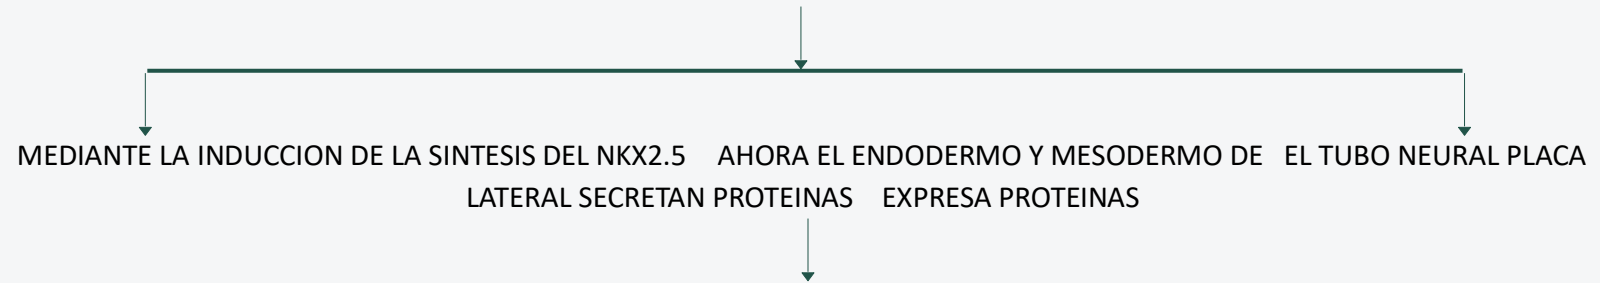 MEDIANTE LA INDUCCION DE LA SINTESIS DEL NKX2.5 AHORA EL ENDODERMO Y MESODERMO DE EL TUBO NEURAL PLACA
LATERAL SECRETAN PROTEINAS EXPRESA PROTEINAS